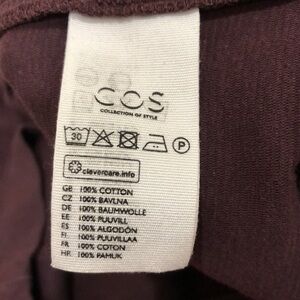 COS
COLLECTION OF STYLE
30 P
clevercare.info
GB 100% COTTON
CZ 100% BAVLNA
DE 100% BAUMWOLLE
EE 100% PUUVILL
ES 100% ALGODÓN
FI 100% PUUVILLAA
FR 100% COTON
HR 100% PAMUK